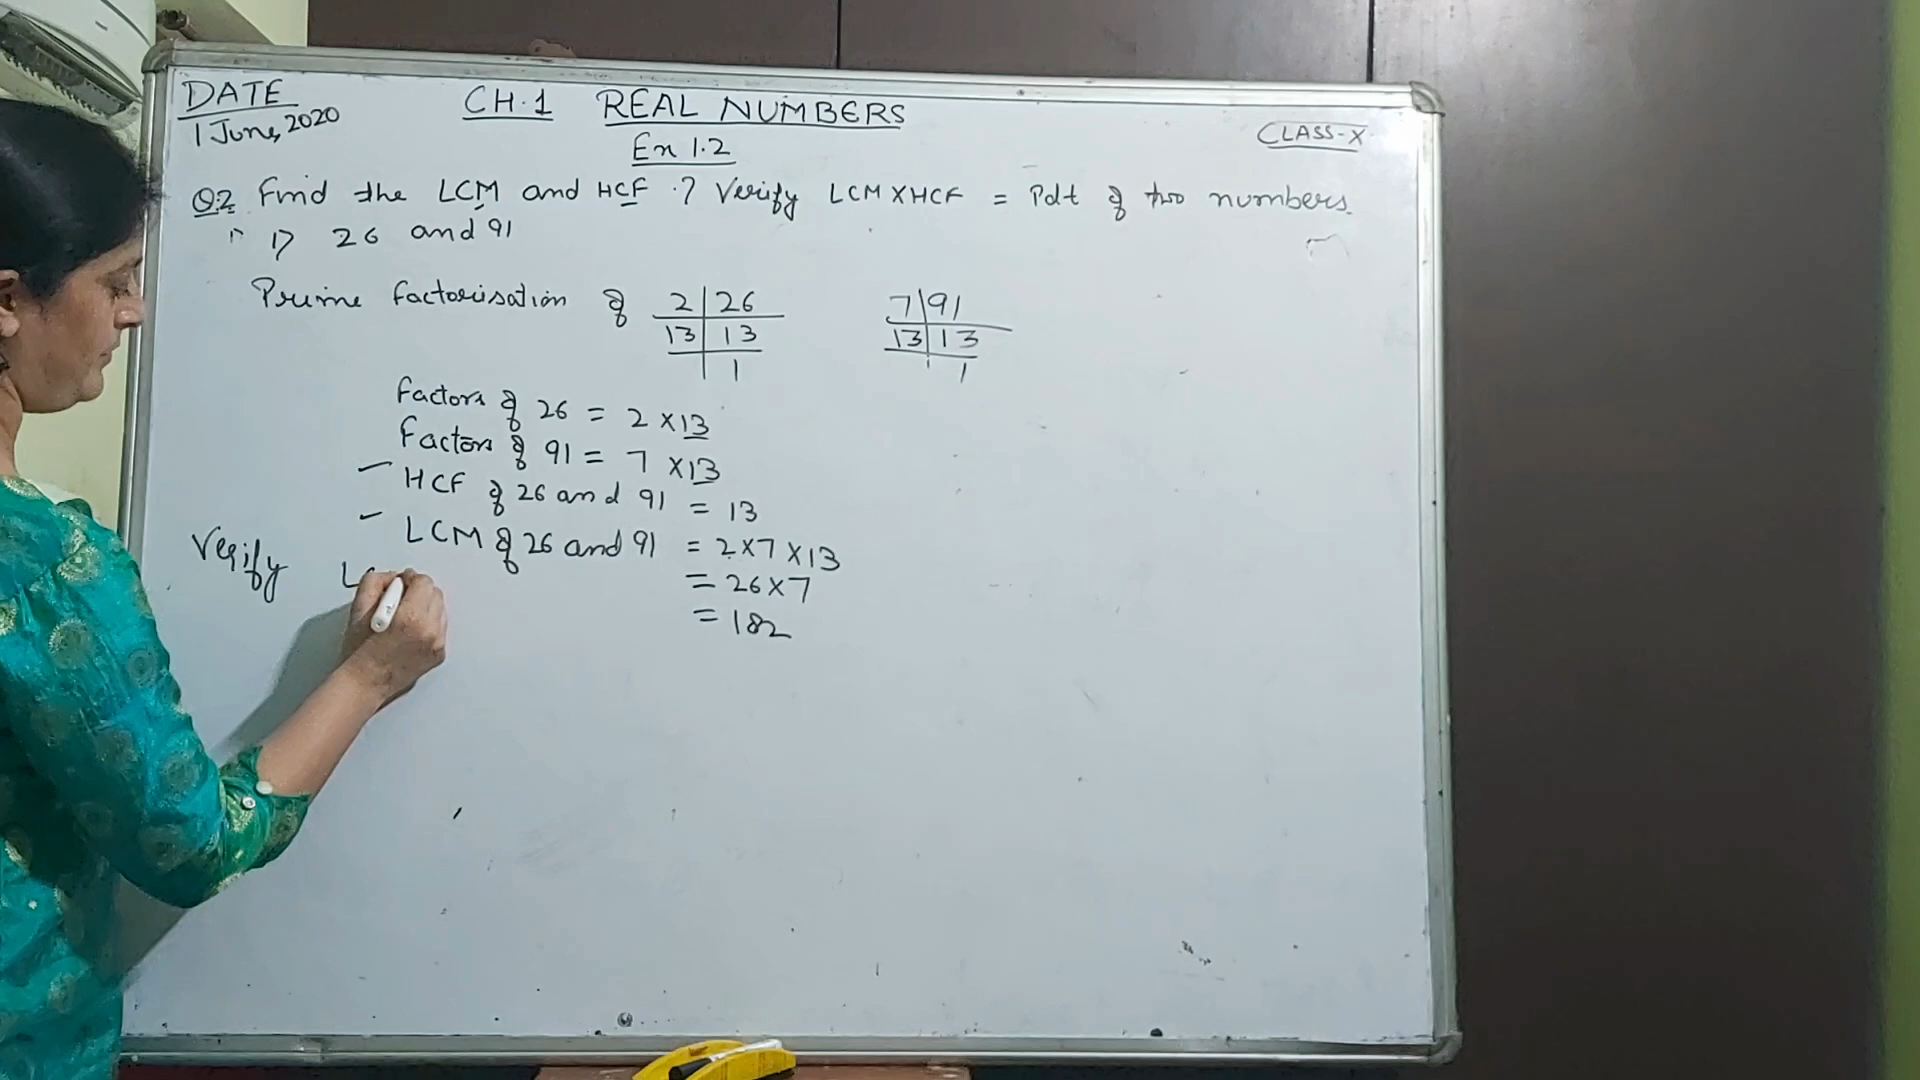 DATE
1 June, 2020
CH.1 REAL NUMBERS
CLASS-X
Ex 1.2
Q.2 Find the LCM and HCF .? Verify LCM X HCF = Pdt of two numbers.
1) 26 and 91
Prime factorisation of 2 | 26 7 | 91
13 | 13 13 | 13
1 1
Factors of 26 = 2 × 13
Factors of 91 = 7 × 13
HCF of 26 and 91 = 13
LCM of 26 and 91 = 2×7×13
Verify = 26×7
= 182